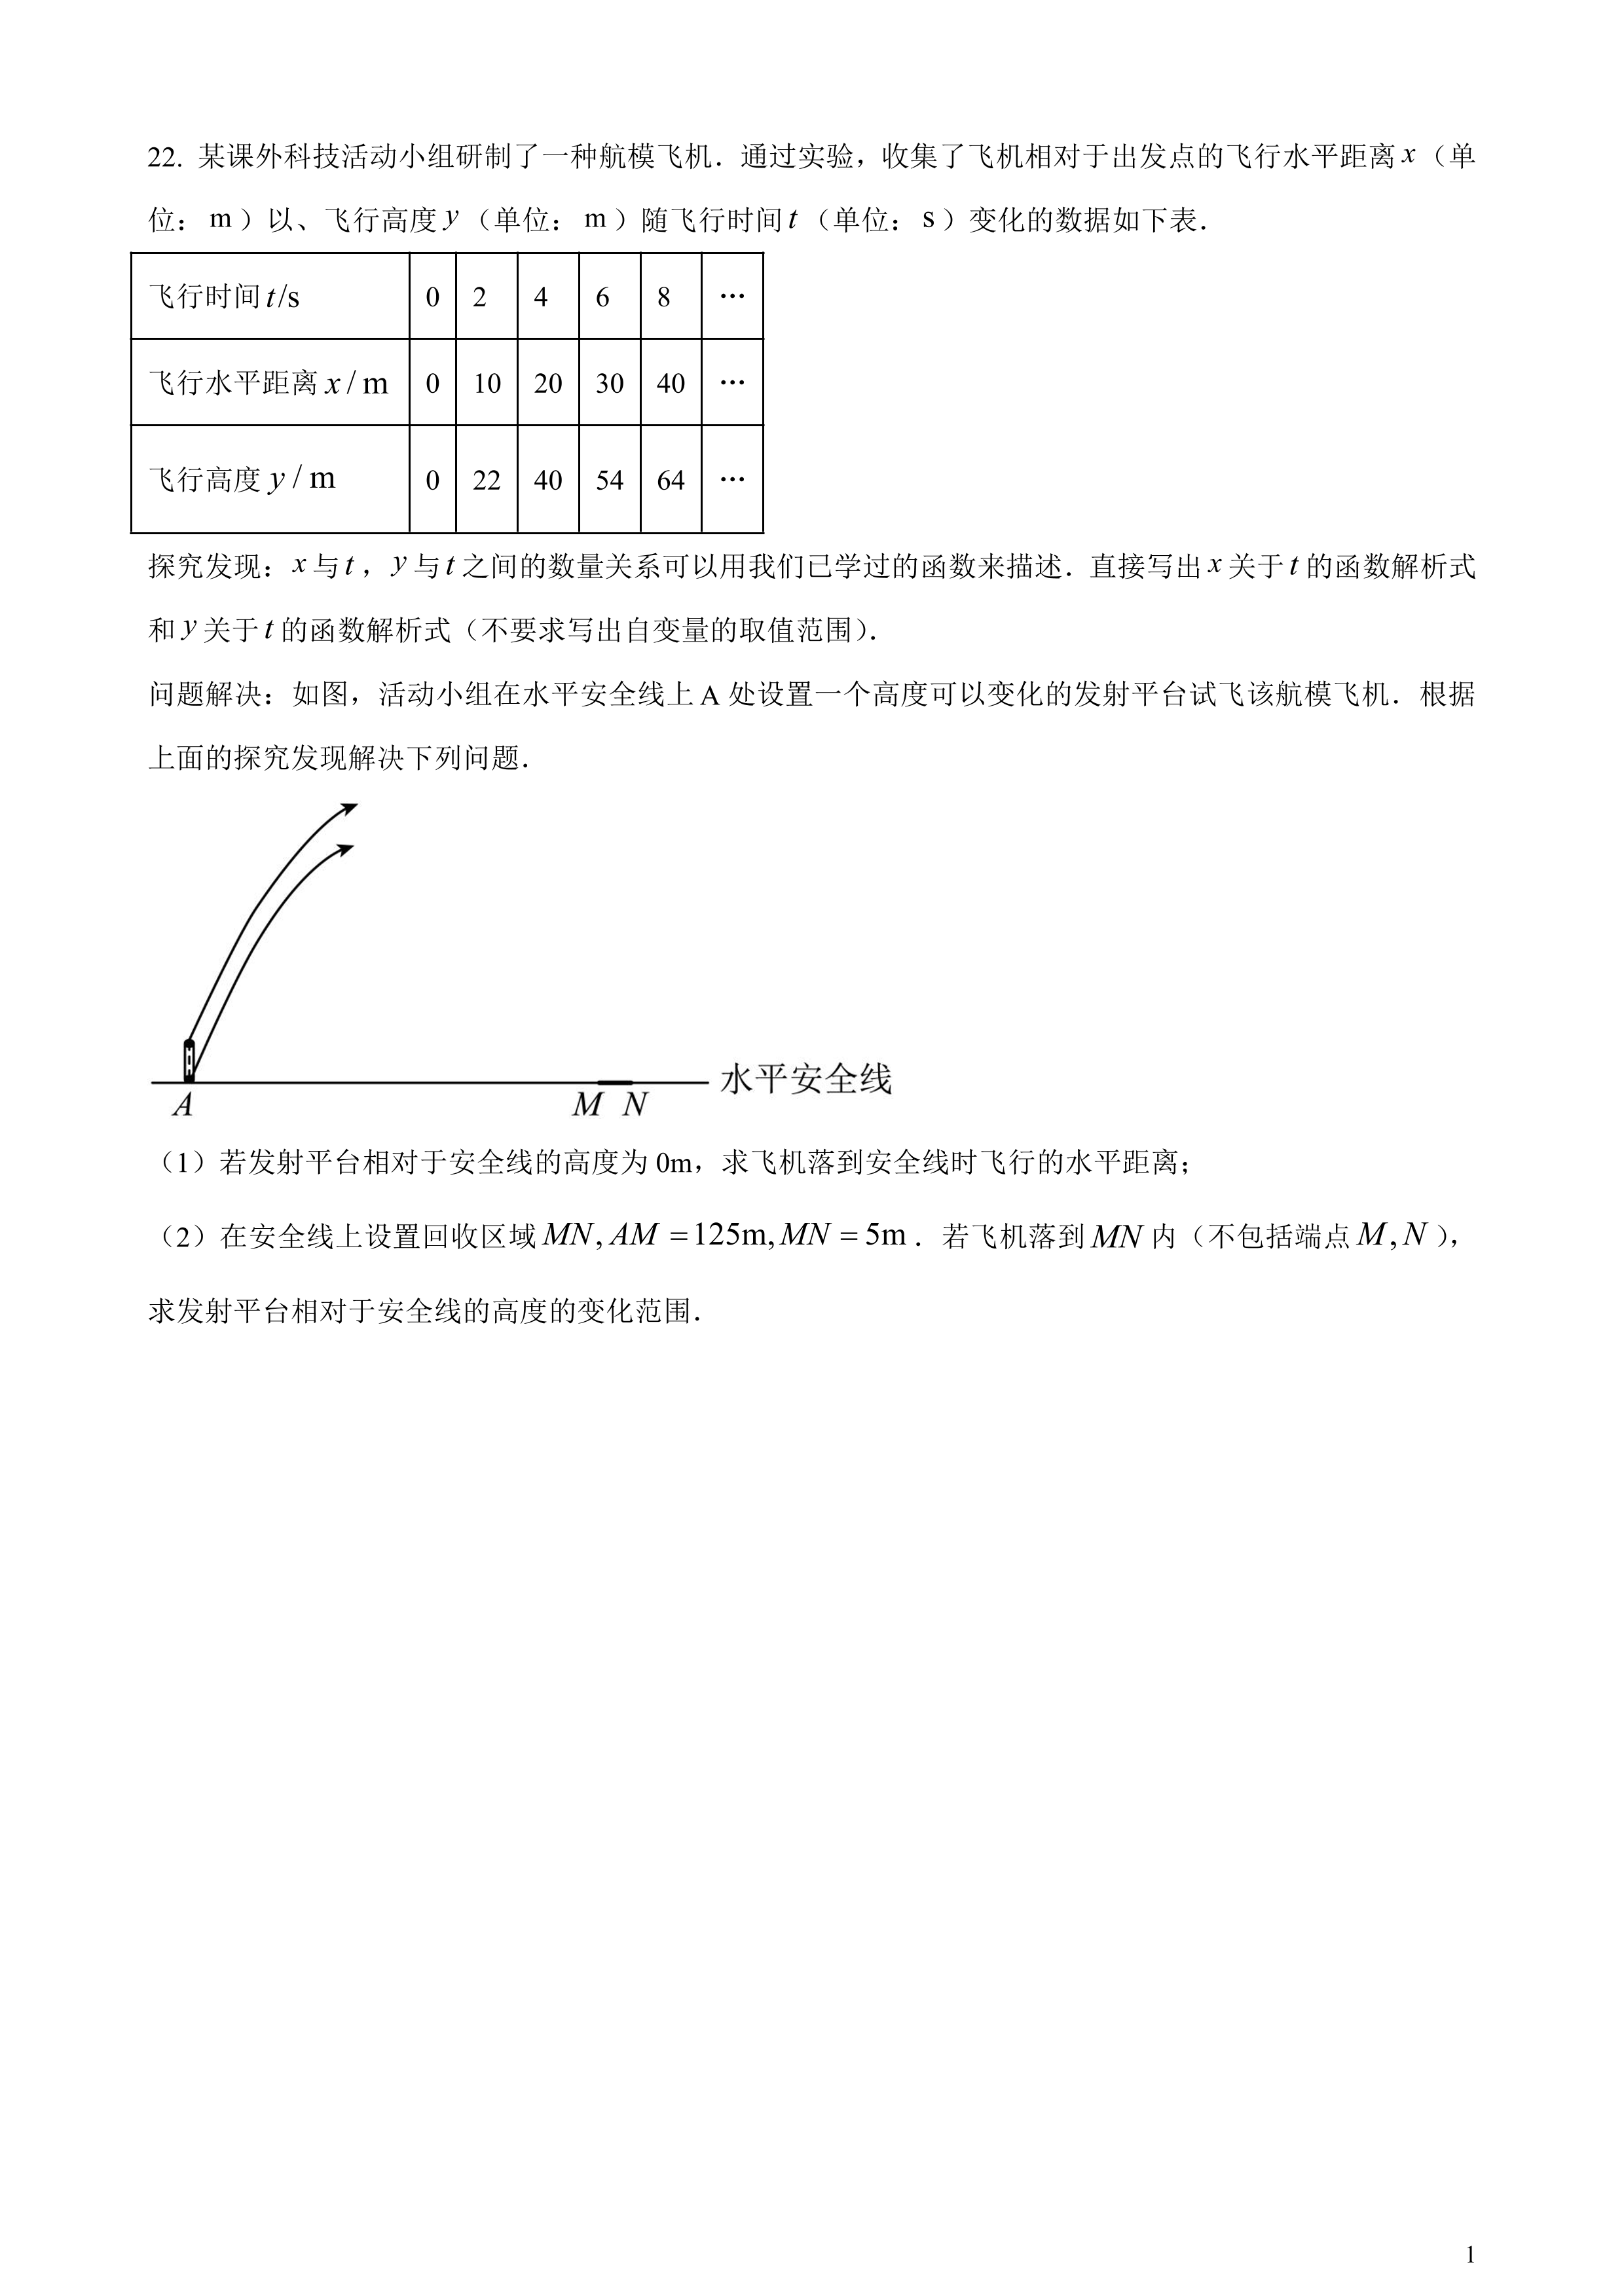 22. 某课外科技活动小组研制了一种航模飞机．通过实验，收集了飞机相对于出发点的飞行水平距离 x（单
位：m）以、飞行高度 y（单位：m）随飞行时间 t（单位：s）变化的数据如下表．
飞行时间 t/s 0 2 4 6 8 …
飞行水平距离 x/m 0 10 20 30 40 …
飞行高度 y/m 0 22 40 54 64 …
探究发现：x 与 t，y 与 t 之间的数量关系可以用我们已学过的函数来描述．直接写出 x 关于 t 的函数解析式
和 y 关于 t 的函数解析式（不要求写出自变量的取值范围）．
问题解决：如图，活动小组在水平安全线上 A 处设置一个高度可以变化的发射平台试飞该航模飞机．根据
上面的探究发现解决下列问题．
水平安全线
A M N
（1）若发射平台相对于安全线的高度为 0m，求飞机落到安全线时飞行的水平距离；
（2）在安全线上设置回收区域 MN, AM = 125m, MN = 5m．若飞机落到 MN 内（不包括端点 M, N），
求发射平台相对于安全线的高度的变化范围．
1